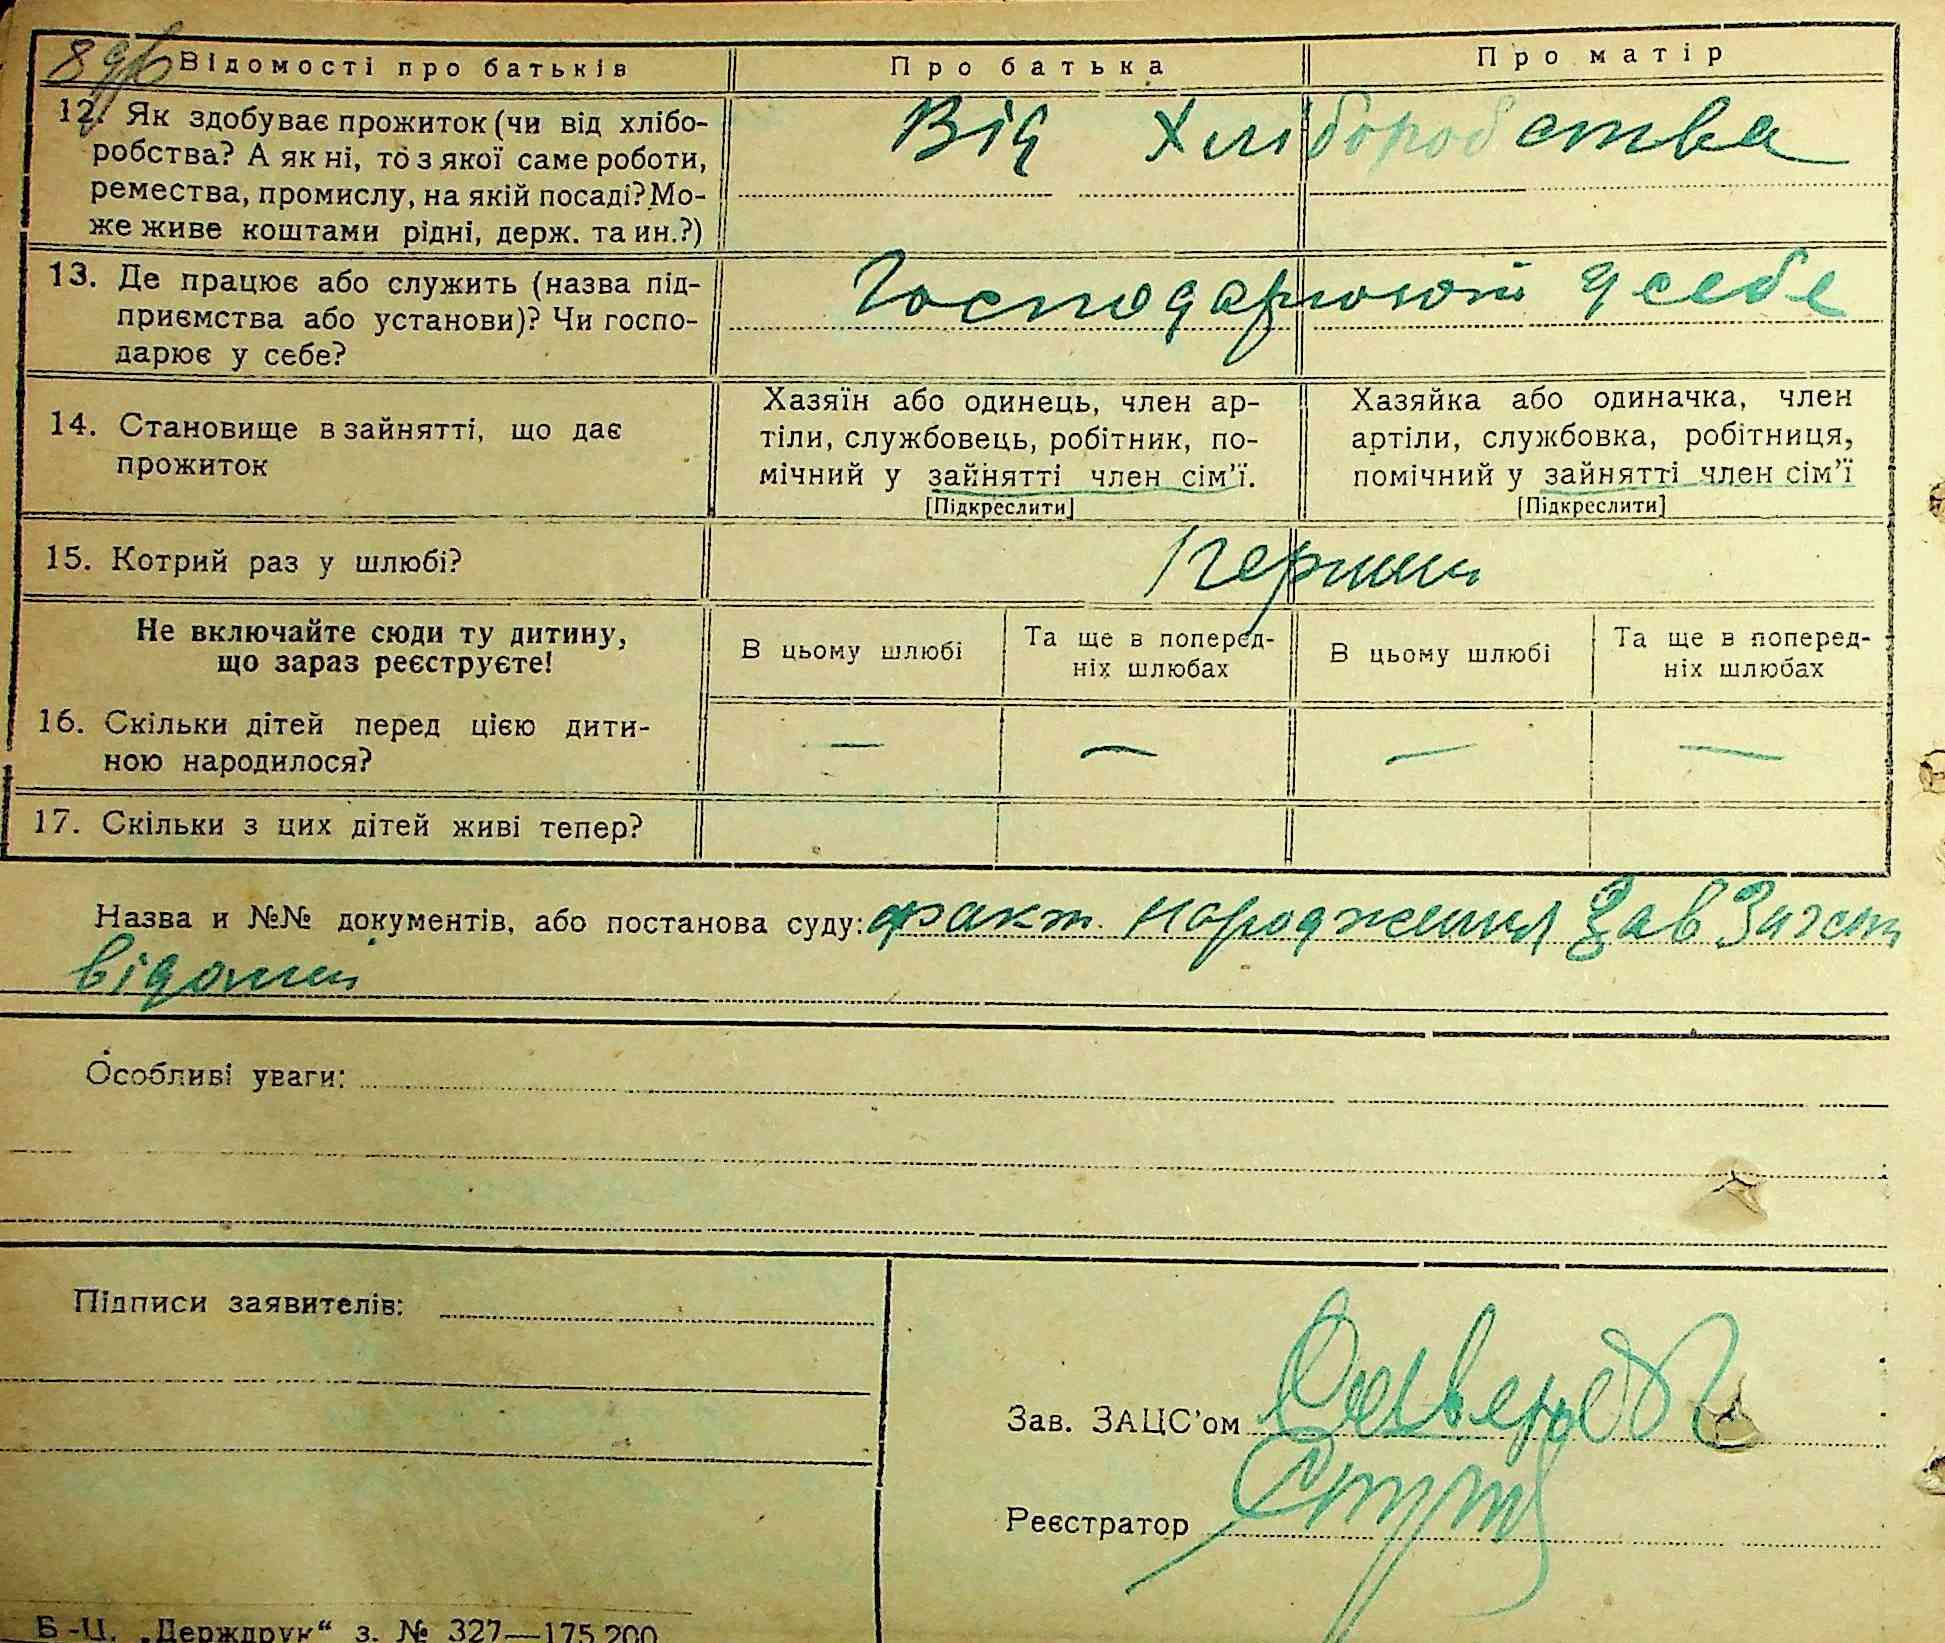 Відомості про батьків Про батька Про матір
12. Як здобуває прожиток (чи від хлібо-
робства? А як ні, то з якої саме роботи,
ремества, промислу, на якій посаді? Мо-
же живе коштами рідні, держ. та ин.?)
Від хліборобства
13. Де працює або служить (назва під-
приємства або установи)? Чи госпо-
дарює у себе?
Господарюють у себе
14. Становище в зайнятті, що дає
прожиток
Хазяїн або одинець, член ар-
тіли, службовець, робітник, по-
мічний у зайнятті член сім'ї.
[Підкреслити]
Хазяйка або одиначка, член
артіли, службовка, робітниця,
помічний у зайнятті член сім'ї
[Підкреслити]
15. Котрий раз у шлюбі?
Перший
Не включайте сюди ту дитину,
що зараз реєструєте!
В цьому шлюбі
Та ще в поперед-
ніх шлюбах
В цьому шлюбі
Та ще в поперед-
ніх шлюбах
16. Скільки дітей перед цією дити-
ною народилося?
— — — —
17. Скільки з цих дітей живі тепер?
Назва и №№ документів, або постанова суду: факт народження Зав
Особливі уваги:
Підписи заявителів:
Зав. ЗАЦС'ом
Реєстратор
Б-Ц. „Держдрук“ з. № 327—175.200